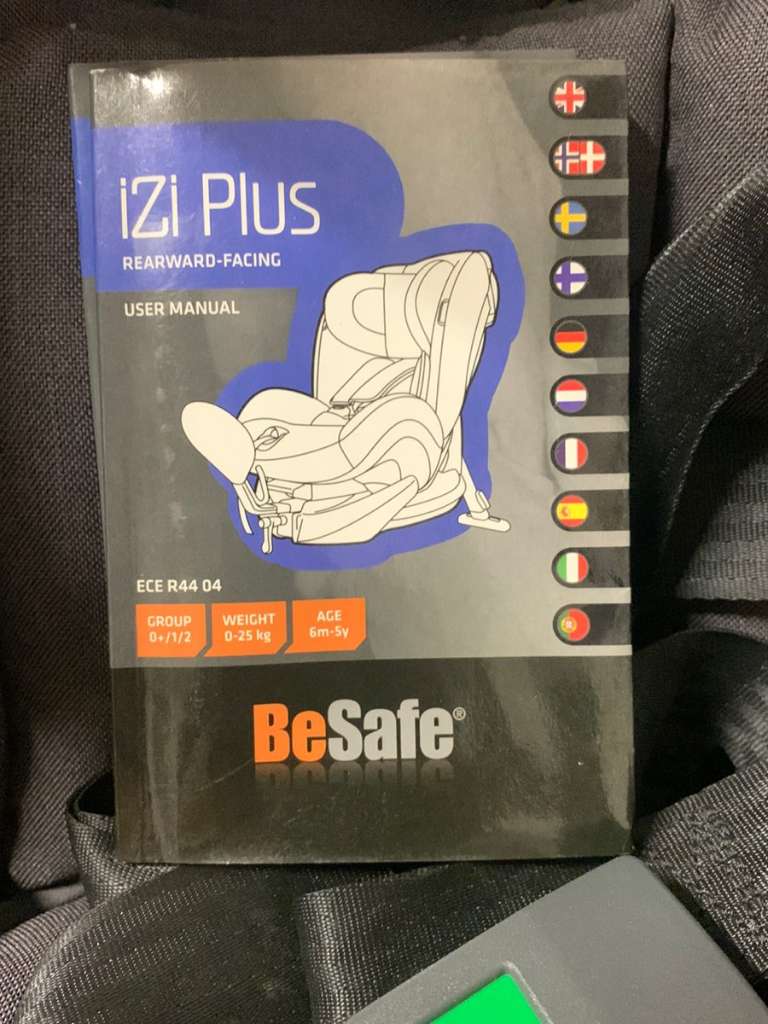 iZi Plus
REARWARD-FACING
USER MANUAL
ECE R44 04
GROUP
0+/1/2
WEIGHT
0-25 kg
AGE
6m-5y
BeSafe®